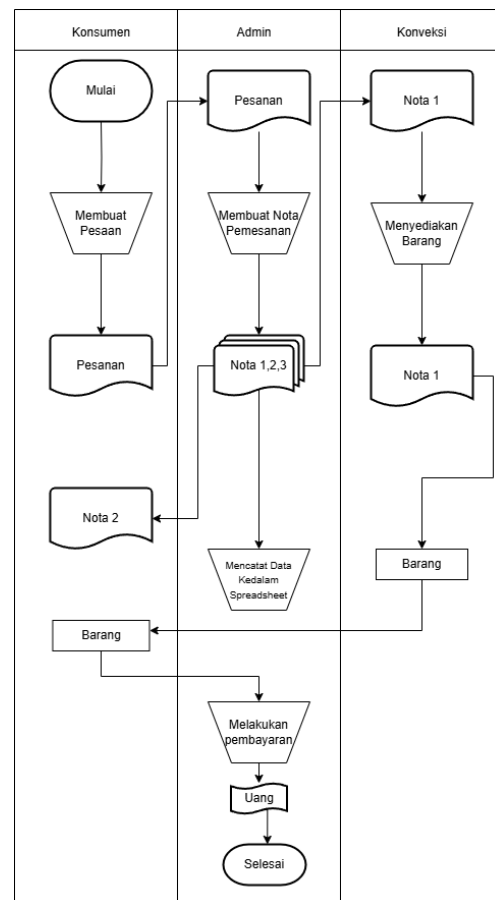 Konsumen
Admin
Konveksi
Mulai
Pesanan
Nota 1
Membuat
Pesaan
Membuat Nota
Pemesanan
Menyediakan
Barang
Pesanan
Nota 1,2,3
Nota 1
Nota 2
Mencatat Data
Kedalam
Spreadsheet
Barang
Barang
Melakukan
pembayaran
Uang
Selesai